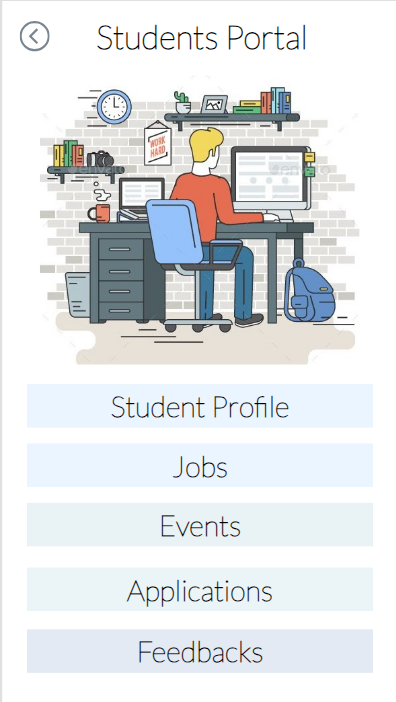 Students Portal
WORK
HARD
Student Profile
Jobs
Events
Applications
Feedbacks